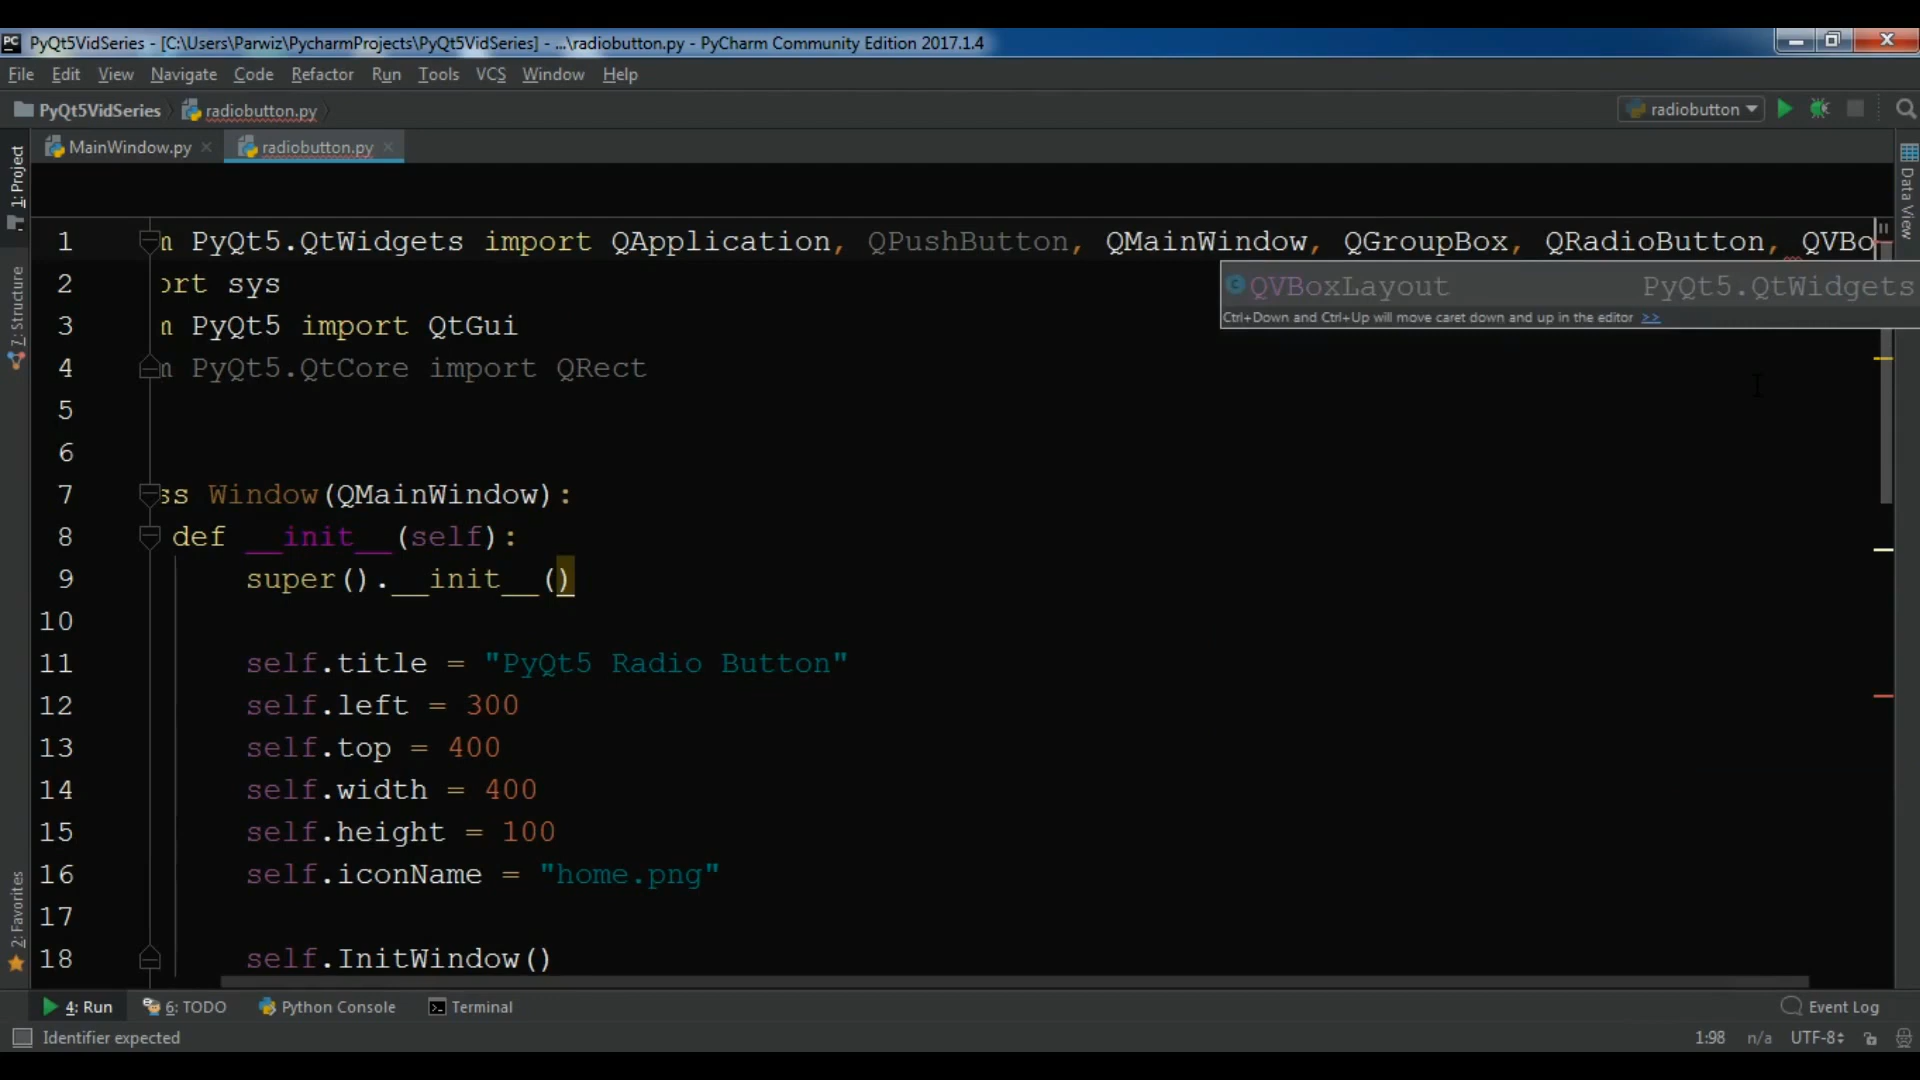 PyQt5VidSeries - [C:\Users\Parwiz\PycharmProjects\PyQt5VidSeries] - ...\radiobutton.py - PyCharm Community Edition 2017.1.4
File Edit View Navigate Code Refactor Run Tools VCS Window Help
PyQt5VidSeries radiobutton.py radiobutton
MainWindow.py radiobutton.py
1: Project
7: Structure
2: Favorites
Data View
1 m PyQt5.QtWidgets import QApplication, QPushButton, QMainWindow, QGroupBox, QRadioButton, QVBo
QVBoxLayout PyQt5.QtWidgets
Ctrl+Down and Ctrl+Up will move caret down and up in the editor >>
2 ort sys
3 m PyQt5 import QtGui
4 m PyQt5.QtCore import QRect
5
6
7 ss Window(QMainWindow):
8 def __init__(self):
9 super().__init__()
10
11 self.title = "PyQt5 Radio Button"
12 self.left = 300
13 self.top = 400
14 self.width = 400
15 self.height = 100
16 self.iconName = "home.png"
17
18 self.InitWindow()
4: Run 6: TODO Python Console Terminal Event Log
Identifier expected 1:98 n/a UTF-8